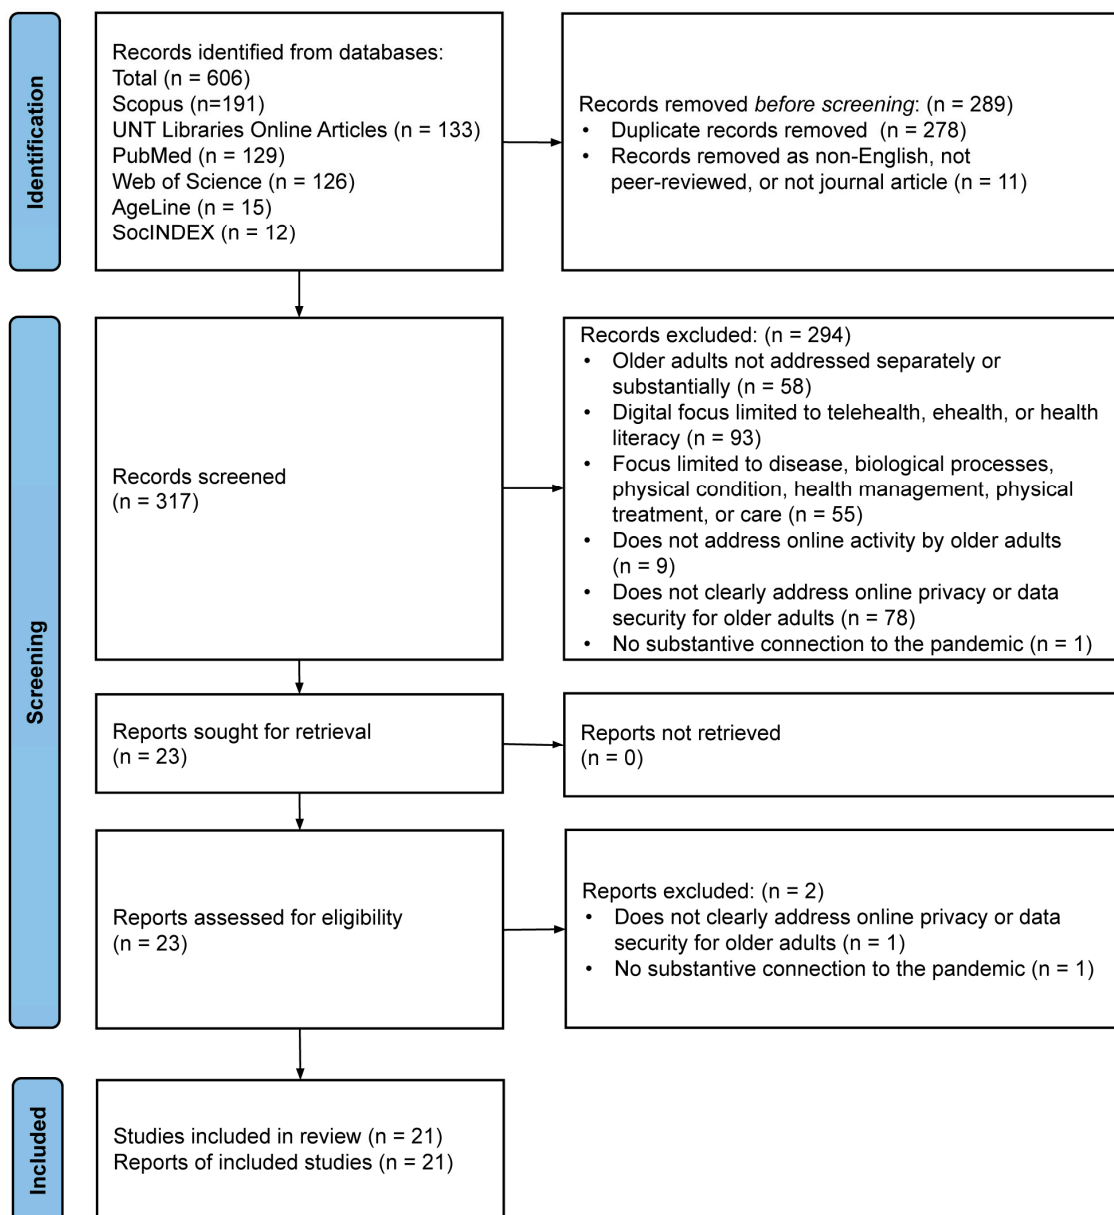 Identification
Records identified from databases:
Total (n = 606)
Scopus (n=191)
UNT Libraries Online Articles (n = 133)
PubMed (n = 129)
Web of Science (n = 126)
AgeLine (n = 15)
SocINDEX (n = 12)
Records removed before screening: (n = 289)
• Duplicate records removed (n = 278)
• Records removed as non-English, not
peer-reviewed, or not journal article (n = 11)
Screening
Records screened
(n = 317)
Records excluded: (n = 294)
• Older adults not addressed separately or
substantially (n = 58)
• Digital focus limited to telehealth, ehealth, or health
literacy (n = 93)
• Focus limited to disease, biological processes,
physical condition, health management, physical
treatment, or care (n = 55)
• Does not address online activity by older adults
(n = 9)
• Does not clearly address online privacy or data
security for older adults (n = 78)
• No substantive connection to the pandemic (n = 1)
Reports sought for retrieval
(n = 23)
Reports not retrieved
(n = 0)
Reports assessed for eligibility
(n = 23)
Reports excluded: (n = 2)
• Does not clearly address online privacy or data
security for older adults (n = 1)
• No substantive connection to the pandemic (n = 1)
Included
Studies included in review (n = 21)
Reports of included studies (n = 21)